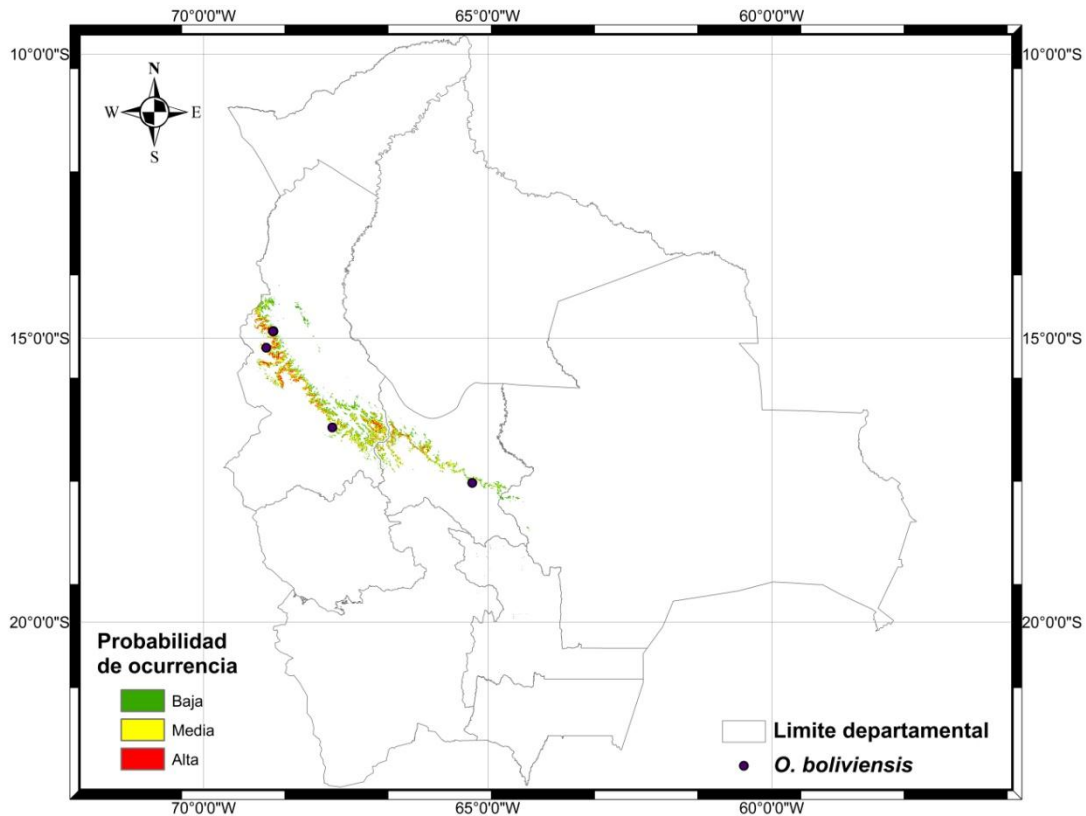 70°0'0"W 65°0'0"W 60°0'0"W
10°0'0"S 10°0'0"S
N
W E
S
15°0'0"S 15°0'0"S
20°0'0"S 20°0'0"S
Probabilidad
de ocurrencia
Baja
Media
Alta
Limite departamental
O. boliviensis
70°0'0"W 65°0'0"W 60°0'0"W